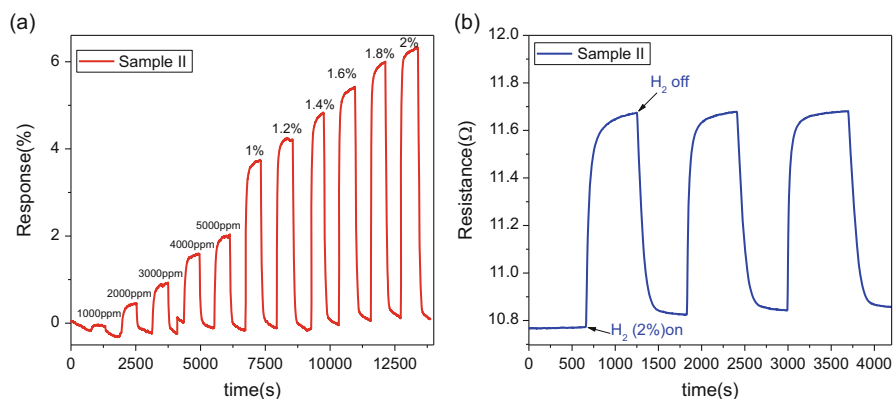 (a)
Sample II
Response(%)
6
4
2
0
1000ppm
2000ppm
3000ppm
4000ppm
5000ppm
1%
1.2%
1.4%
1.6%
1.8%
2%
0
2500
5000
7500
10000
12500
time(s)
(b)
Sample II
Resistance(Ω)
12.0
11.8
11.6
11.4
11.2
11.0
10.8
H₂ off
H₂ (2%)on
0
500
1000
1500
2000
2500
3000
3500
4000
time(s)